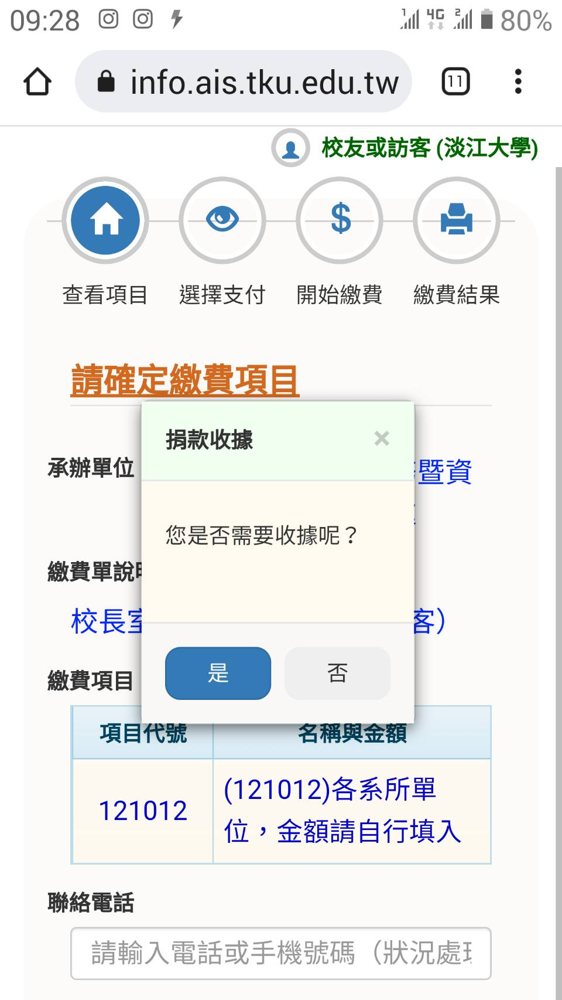 09:28
1 4G 2 80%
info.ais.tku.edu.tw 11
校友或訪客 (淡江大學)
$
查看項目 選擇支付 開始繳費 繳費結果
請確定繳費項目
捐款收據 ×
承辦單位 暨資
您是否需要收據呢？
繳費單說
校長 客）
是 否
繳費項目
項目代號 名稱與金額
121012 (121012)各系所單
位，金額請自行填入
聯絡電話
請輸入電話或手機號碼（狀況處